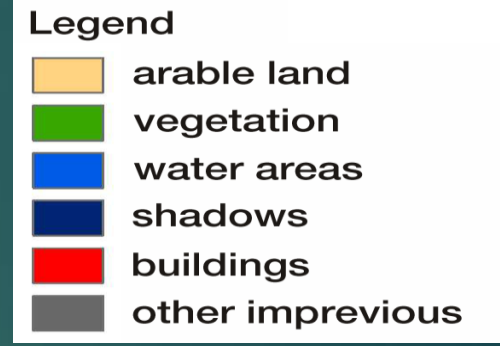 Legend
arable land
vegetation
water areas
shadows
buildings
other imprevious